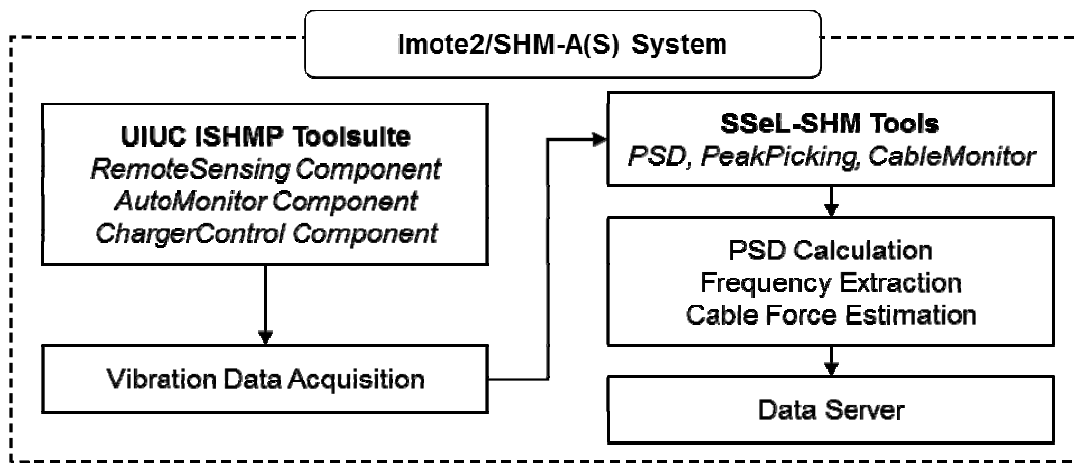 Imote2/SHM-A(S) System
UIUC ISHMP Toolsuite
RemoteSensing Component
AutoMonitor Component
ChargerControl Component
Vibration Data Acquisition
SSeL-SHM Tools
PSD, PeakPicking, CableMonitor
PSD Calculation
Frequency Extraction
Cable Force Estimation
Data Server